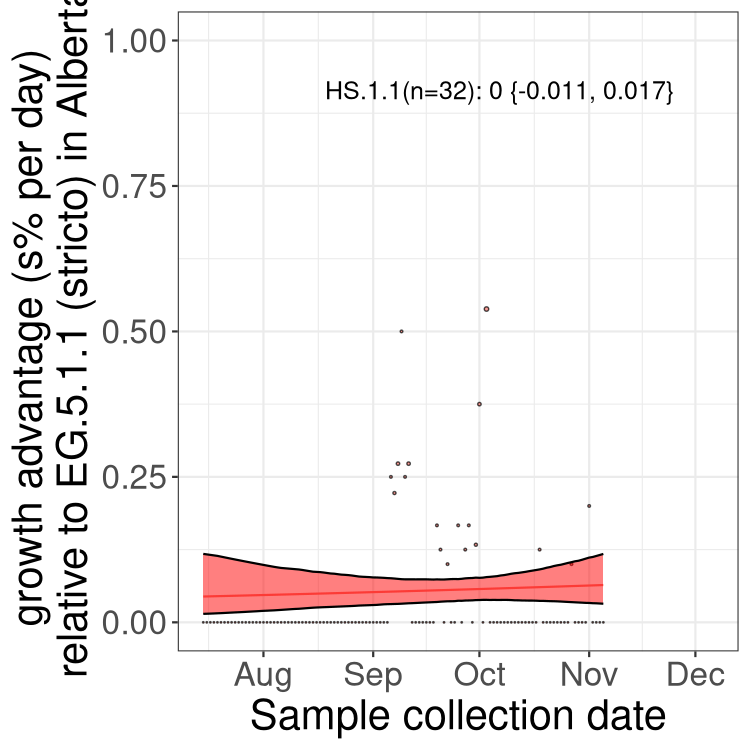 growth advantage (s% per day)
relative to EG.5.1.1 (stricto) in Alberta
1.00
0.75
0.50
0.25
0.00
HS.1.1(n=32): 0 {-0.011, 0.017}
Aug Sep Oct Nov Dec
Sample collection date